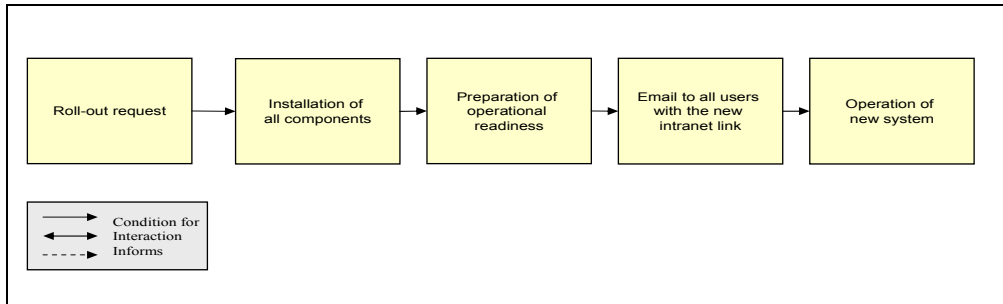 Roll-out request
Installation of
all components
Preparation of
operational
readiness
Email to all users
with the new
intranet link
Operation of
new system
Condition for
Interaction
Informs